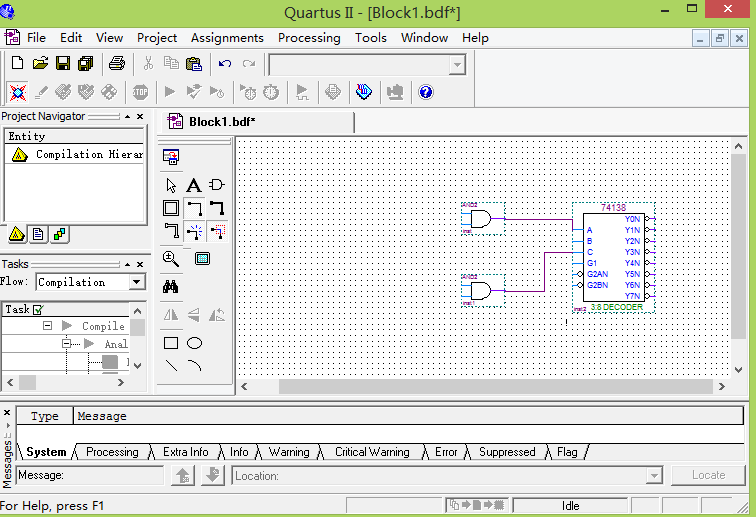 Quartus II - [Block1.bdf*]
File Edit View Project Assignments Processing Tools Window Help
Project Navigator
Entity
Compilation Hierar
Tasks
Flow: Compilation
Task
Compile
Anal
Block1.bdf*
A
AND2
inst
AND2
inst1
74138
A
B
C
G1
G2AN
G2BN
Y0N
Y1N
Y2N
Y3N
Y4N
Y5N
Y6N
Y7N
inst2
3:8 DECODER
Messages
Type Message
System Processing Extra Info Info Warning Critical Warning Error Suppressed Flag
Message: Location: Locate
For Help, press F1 Idle